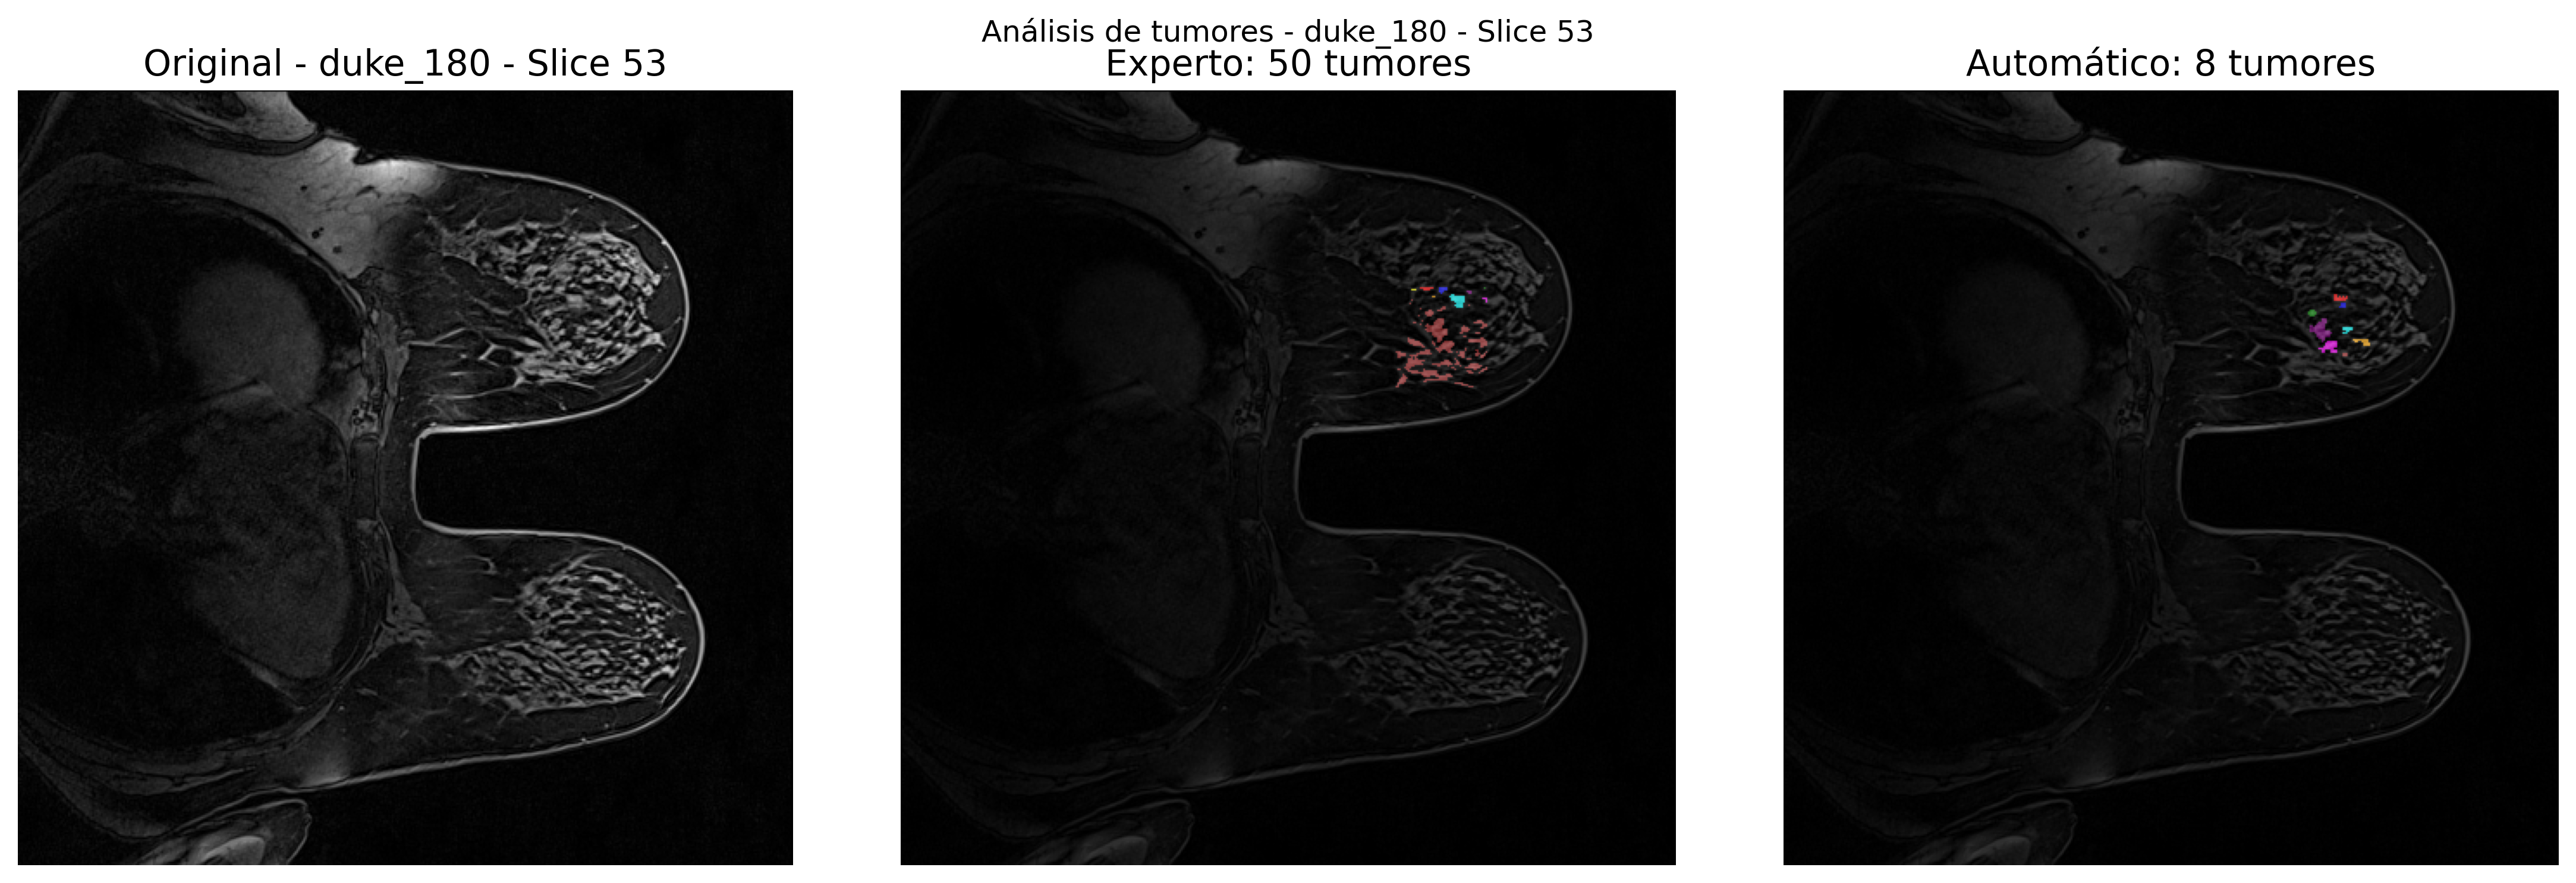 Análisis de tumores - duke_180 - Slice 53
Original - duke_180 - Slice 53
Experto: 50 tumores
Automático: 8 tumores